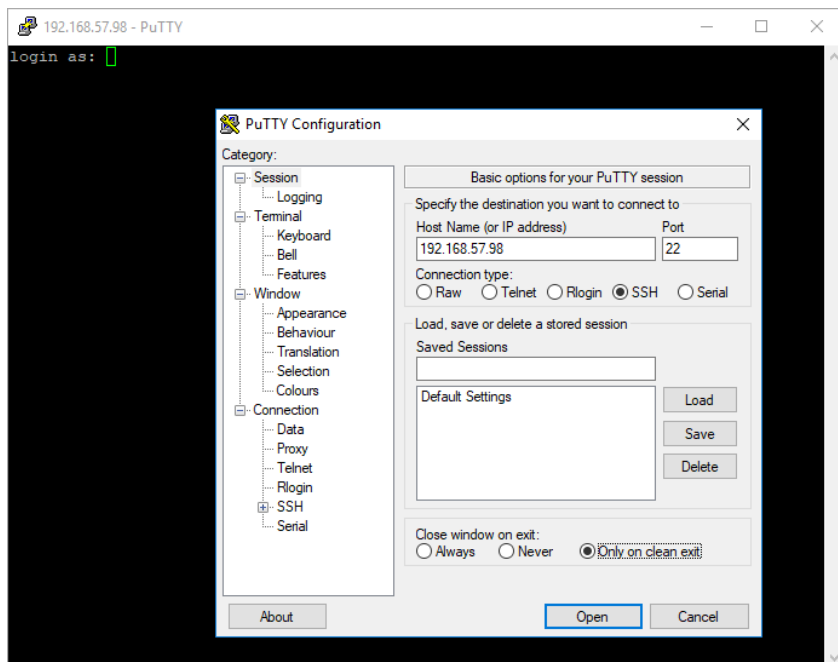 192.168.57.98 - PuTTY
login as:
PuTTY Configuration
Category:
Session
Logging
Terminal
Keyboard
Bell
Features
Window
Appearance
Behaviour
Translation
Selection
Colours
Connection
Data
Proxy
Telnet
Rlogin
SSH
Serial
Basic options for your PuTTY session
Specify the destination you want to connect to
Host Name (or IP address) Port
192.168.57.98 22
Connection type:
Raw Telnet Rlogin SSH Serial
Load, save or delete a stored session
Saved Sessions
Default Settings
Load
Save
Delete
Close window on exit:
Always Never Only on clean exit
About Open Cancel